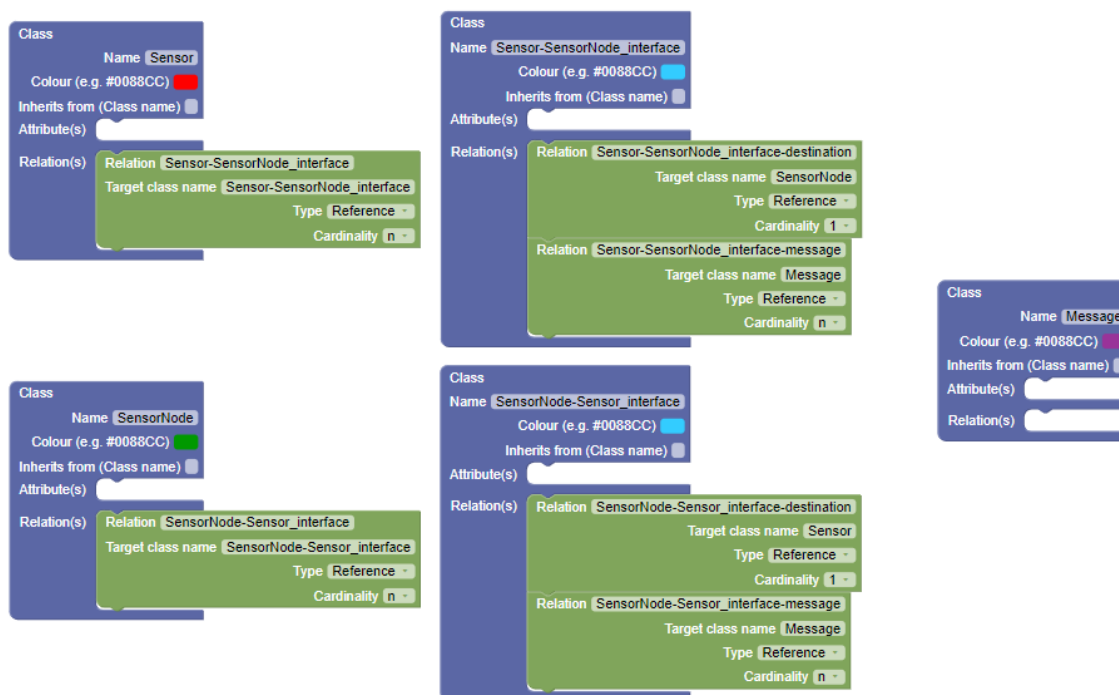 Class
Name Sensor
Colour (e.g. #0088CC)
Inherits from (Class name)
Attribute(s)
Relation(s) Relation Sensor-SensorNode_interface
Target class name Sensor-SensorNode_interface
Type Reference
Cardinality n
Class
Name Sensor-SensorNode_interface
Colour (e.g. #0088CC)
Inherits from (Class name)
Attribute(s)
Relation(s) Relation Sensor-SensorNode_interface-destination
Target class name SensorNode
Type Reference
Cardinality 1
Relation Sensor-SensorNode_interface-message
Target class name Message
Type Reference
Cardinality n
Class
Name Message
Colour (e.g. #0088CC)
Inherits from (Class name)
Attribute(s)
Relation(s)
Class
Name SensorNode
Colour (e.g. #0088CC)
Inherits from (Class name)
Attribute(s)
Relation(s) Relation SensorNode-Sensor_interface
Target class name SensorNode-Sensor_interface
Type Reference
Cardinality n
Class
Name SensorNode-Sensor_interface
Colour (e.g. #0088CC)
Inherits from (Class name)
Attribute(s)
Relation(s) Relation SensorNode-Sensor_interface-destination
Target class name Sensor
Type Reference
Cardinality 1
Relation SensorNode-Sensor_interface-message
Target class name Message
Type Reference
Cardinality n